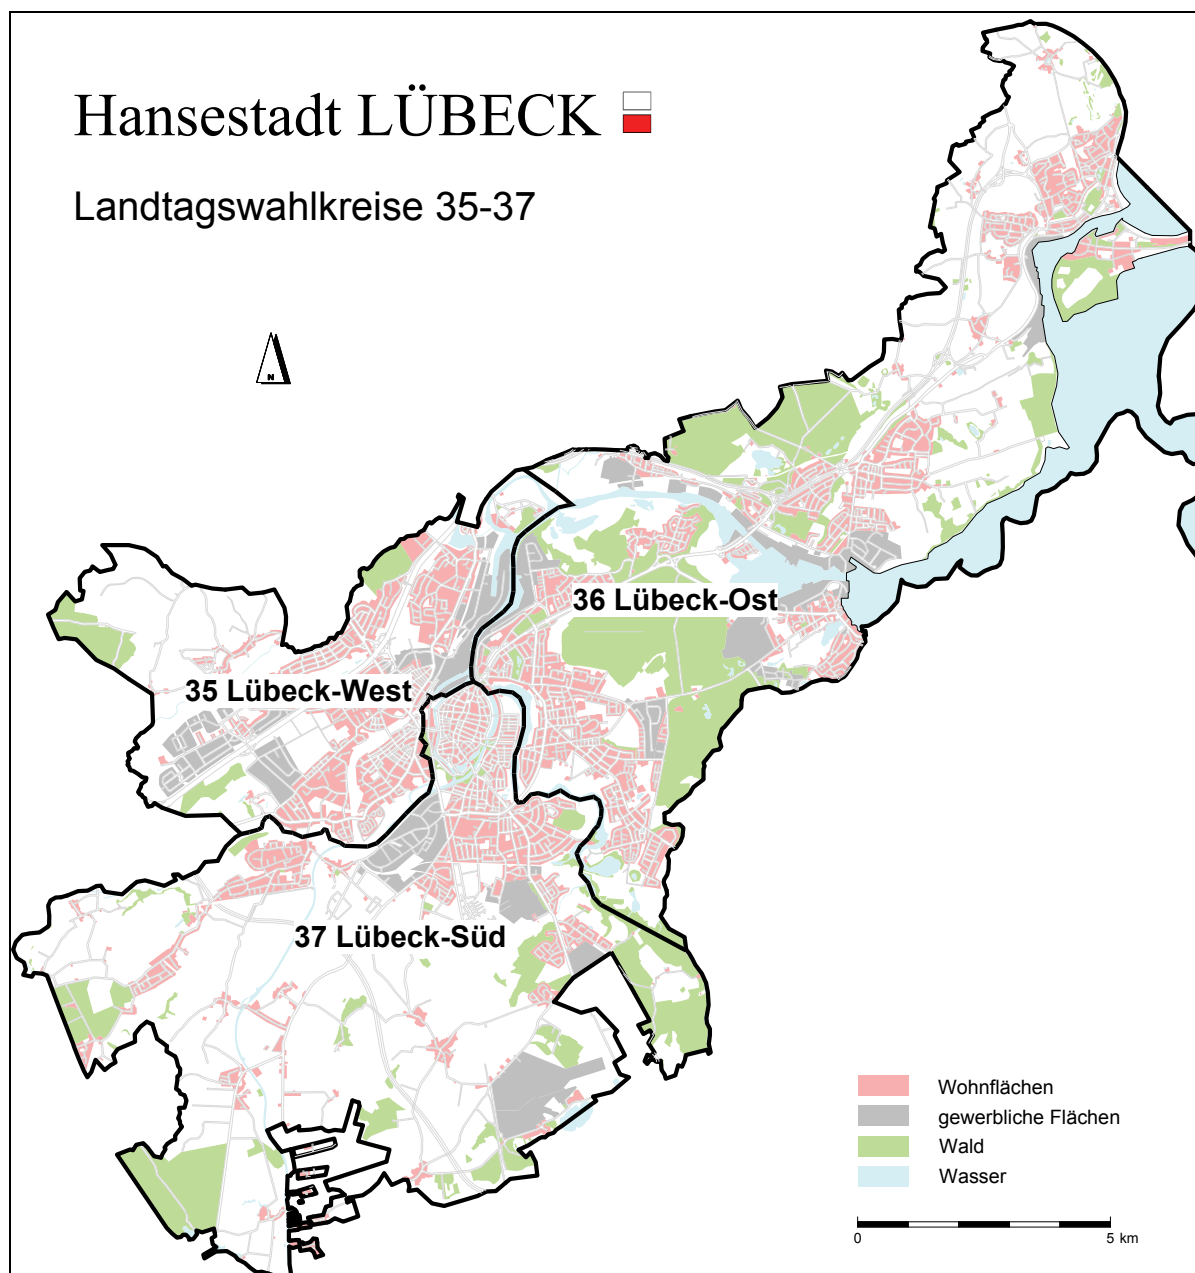 Hansestadt LÜBECK
Landtagswahlkreise 35-37
N
36 Lübeck-Ost
35 Lübeck-West
37 Lübeck-Süd
Wohnflächen
gewerbliche Flächen
Wald
Wasser
0 5 km